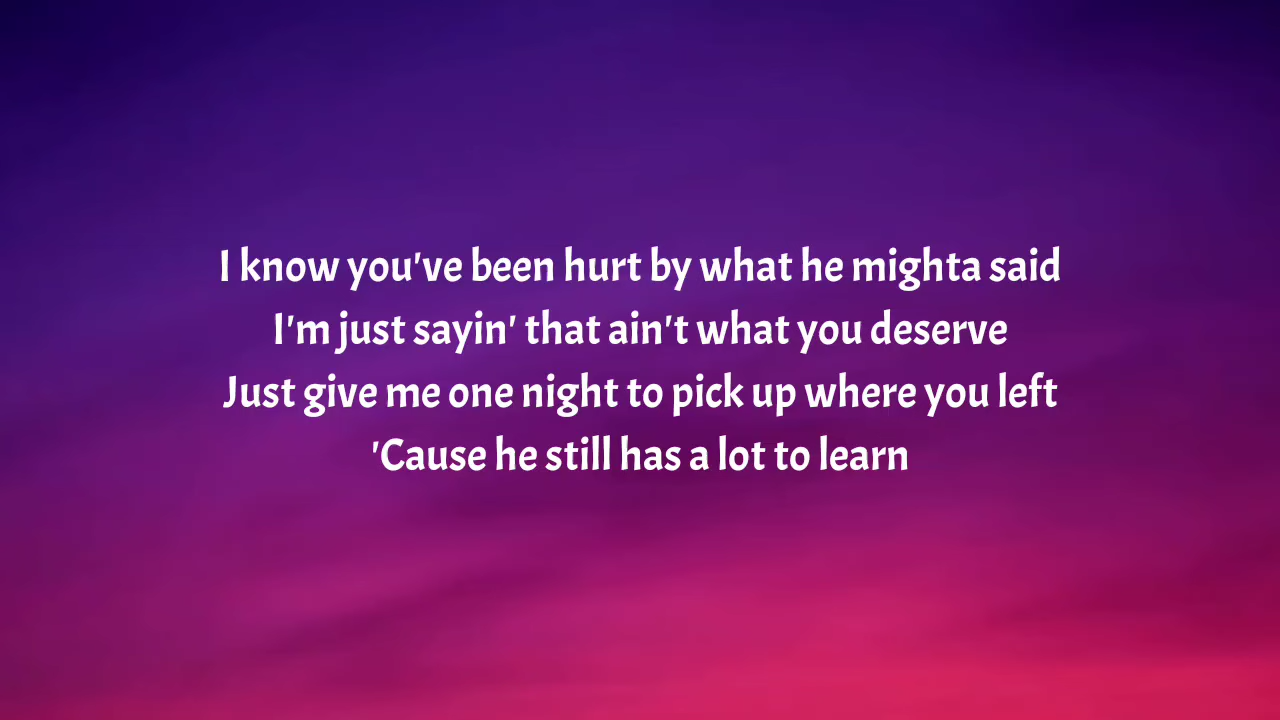 I know you've been hurt by what he mighta said
I'm just sayin' that ain't what you deserve
Just give me one night to pick up where you left
'Cause he still has a lot to learn